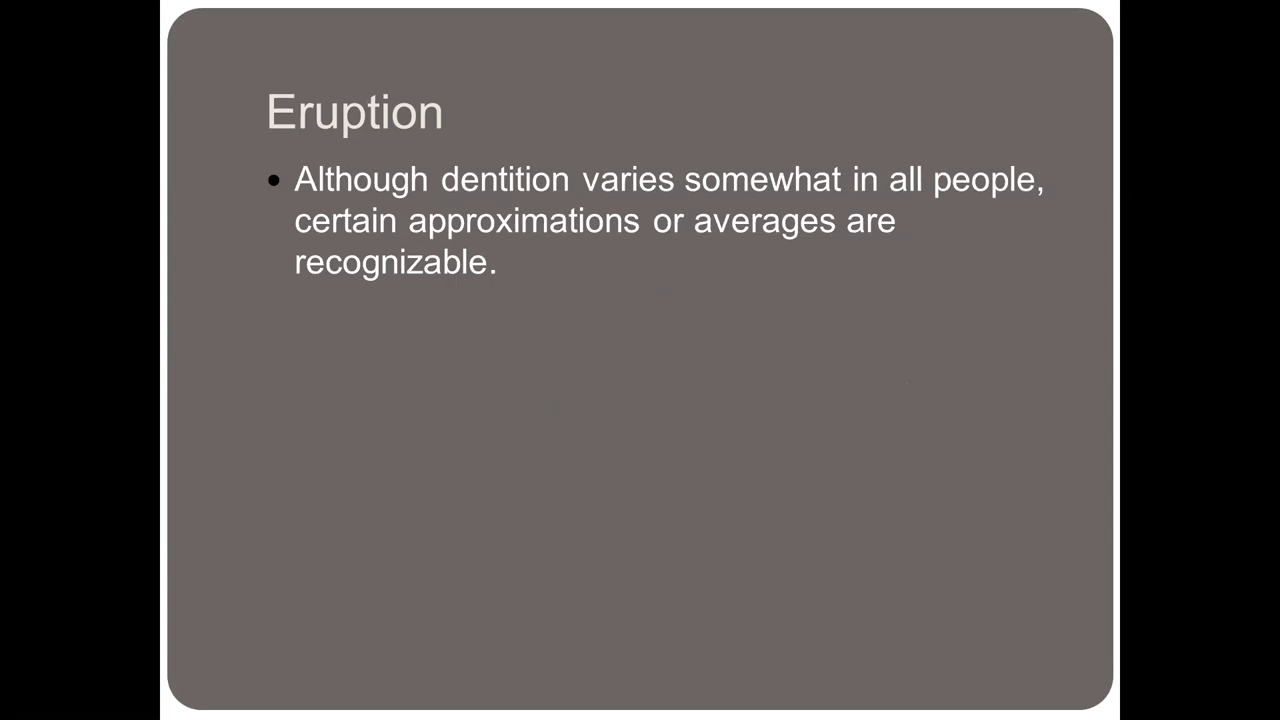 Eruption
• Although dentition varies somewhat in all people,
certain approximations or averages are
recognizable.